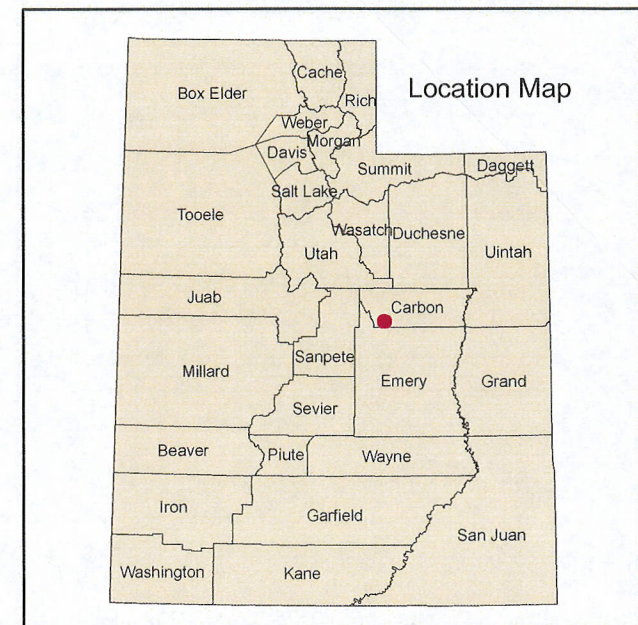 Location Map
Cache
Box Elder
Rich
Weber
Morgan
Davis
Summit
Daggett
Salt Lake
Tooele
Wasatch
Duchesne
Utah
Uintah
Juab
Carbon
Sanpete
Millard
Emery
Grand
Sevier
Beaver
Piute
Wayne
Iron
Garfield
San Juan
Washington
Kane